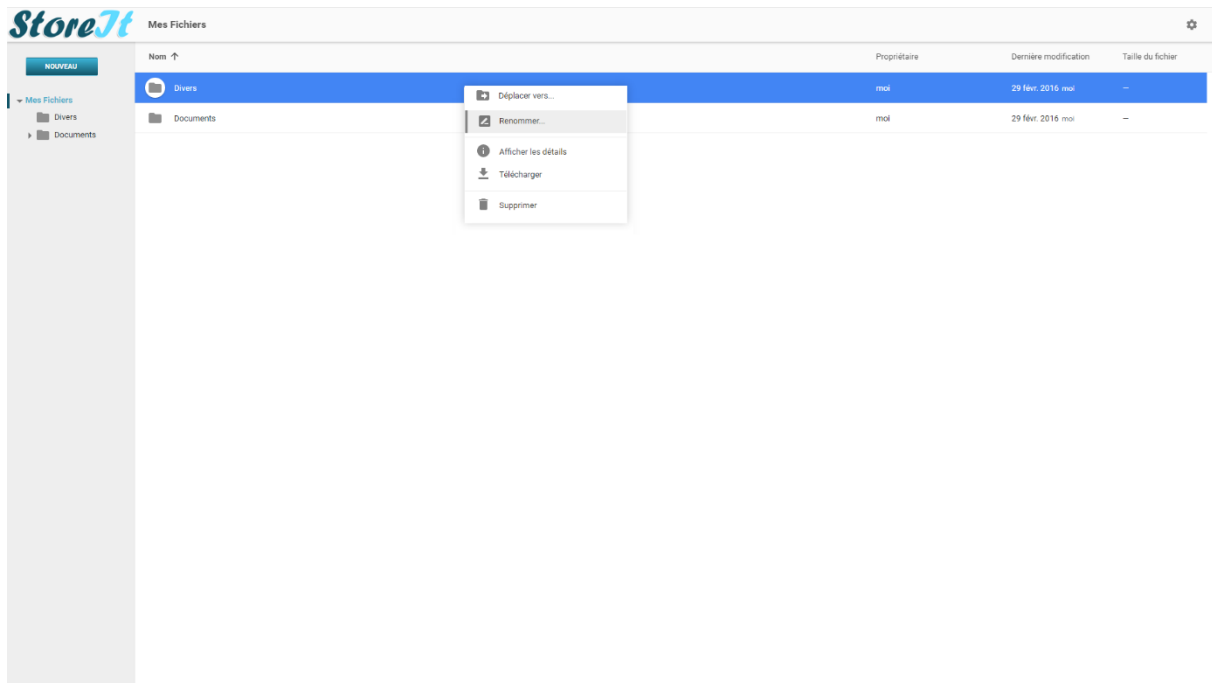 StoreIt
Mes Fichiers
NOUVEAU
Mes Fichiers
Divers
Documents
Nom Propriétaire Dernière modification Taille du fichier
Divers moi 29 févr. 2016 moi —
Documents moi 29 févr. 2016 moi —
Déplacer vers...
Renommer...
Afficher les détails
Télécharger
Supprimer